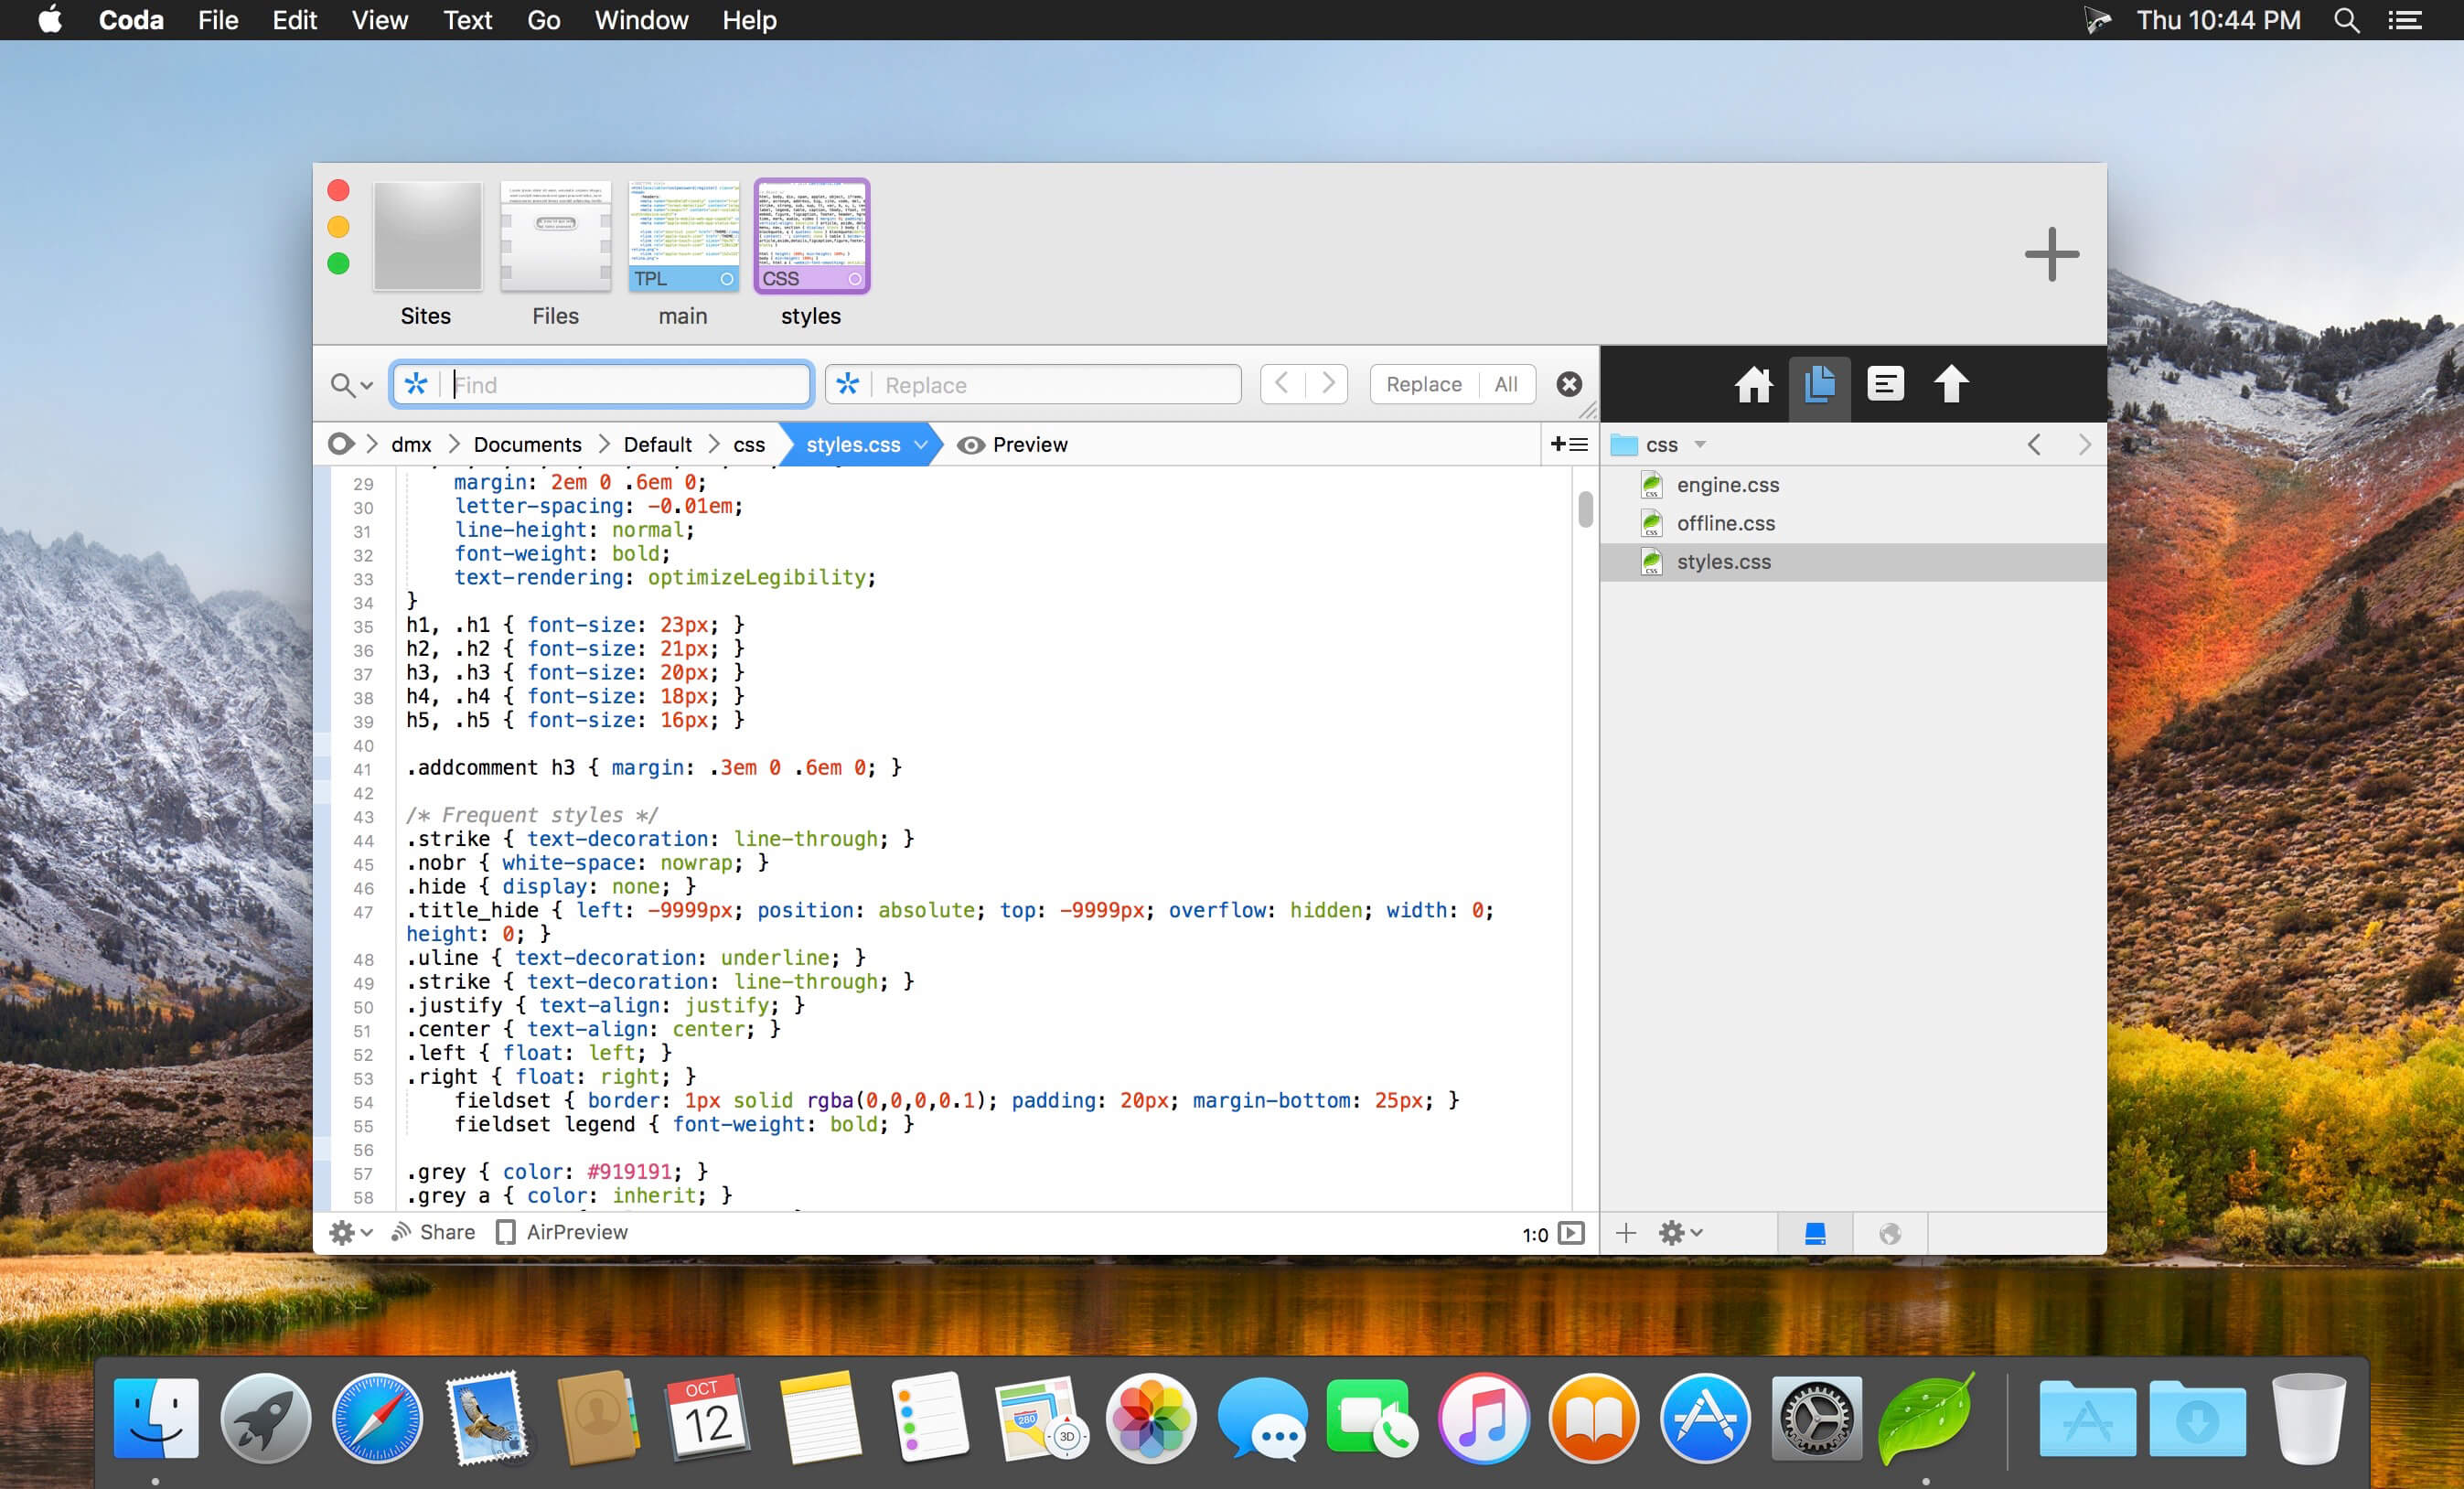 Coda File Edit View Text Go Window Help
Thu 10:44 PM
TPL
CSS
Sites
Files
main
styles
Find
Replace
Replace
All
dmx
Documents
Default
css
styles.css
Preview
css
29 margin: 2em 0 .6em 0;
30 letter-spacing: -0.01em;
31 line-height: normal;
32 font-weight: bold;
33 text-rendering: optimizeLegibility;
34 }
35 h1, .h1 { font-size: 23px; }
36 h2, .h2 { font-size: 21px; }
37 h3, .h3 { font-size: 20px; }
38 h4, .h4 { font-size: 18px; }
39 h5, .h5 { font-size: 16px; }
40
41 .addcomment h3 { margin: .3em 0 .6em 0; }
42
43 /* Frequent styles */
44 .strike { text-decoration: line-through; }
45 .nobr { white-space: nowrap; }
46 .hide { display: none; }
47 .title_hide { left: -9999px; position: absolute; top: -9999px; overflow: hidden; width: 0;
height: 0; }
48 .uline { text-decoration: underline; }
49 .strike { text-decoration: line-through; }
50 .justify { text-align: justify; }
51 .center { text-align: center; }
52 .left { float: left; }
53 .right { float: right; }
54 fieldset { border: 1px solid rgba(0,0,0,0.1); padding: 20px; margin-bottom: 25px; }
55 fieldset legend { font-weight: bold; }
56
57 .grey { color: #919191; }
58 .grey a { color: inherit; }
engine.css
offline.css
styles.css
Share
AirPreview
1:0
OCT
12
280
3D